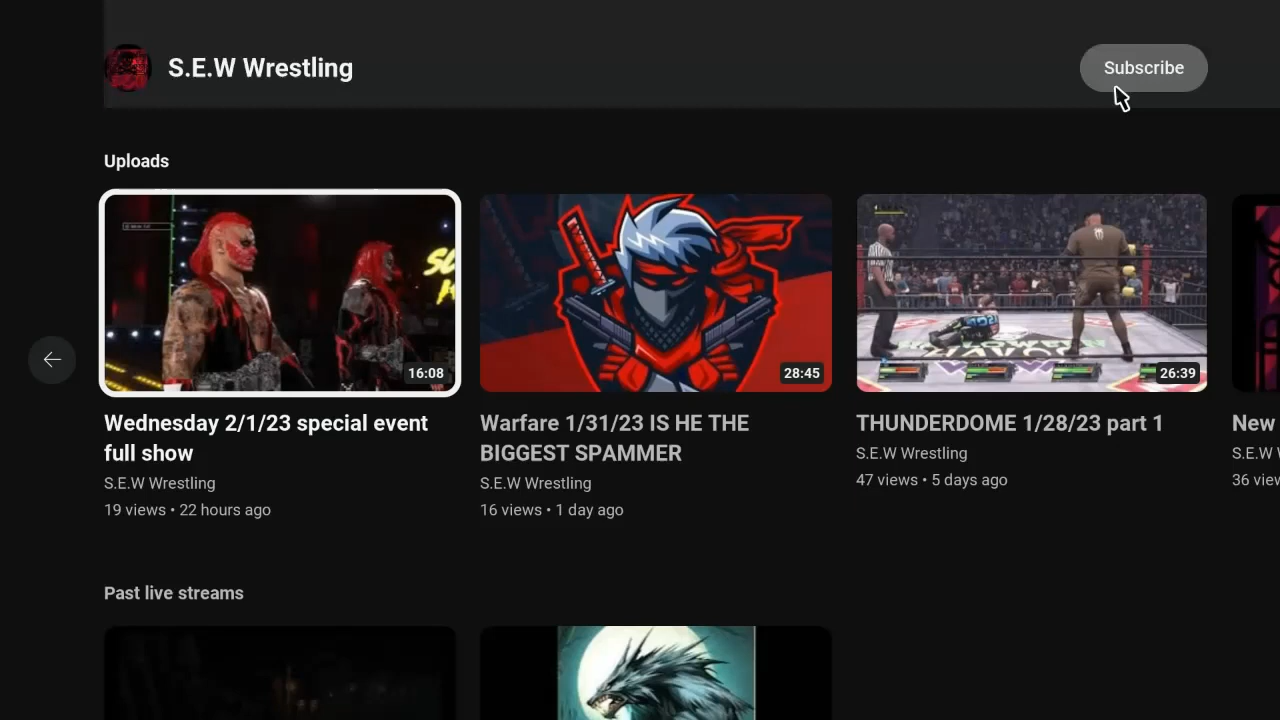 S.E.W Wrestling
Subscribe
Uploads
16:08
28:45
26:39
Wednesday 2/1/23 special event
full show
S.E.W Wrestling
19 views • 22 hours ago
Warfare 1/31/23 IS HE THE
BIGGEST SPAMMER
S.E.W Wrestling
16 views • 1 day ago
THUNDERDOME 1/28/23 part 1
S.E.W Wrestling
47 views • 5 days ago
New
S.E.W
36
Past live streams